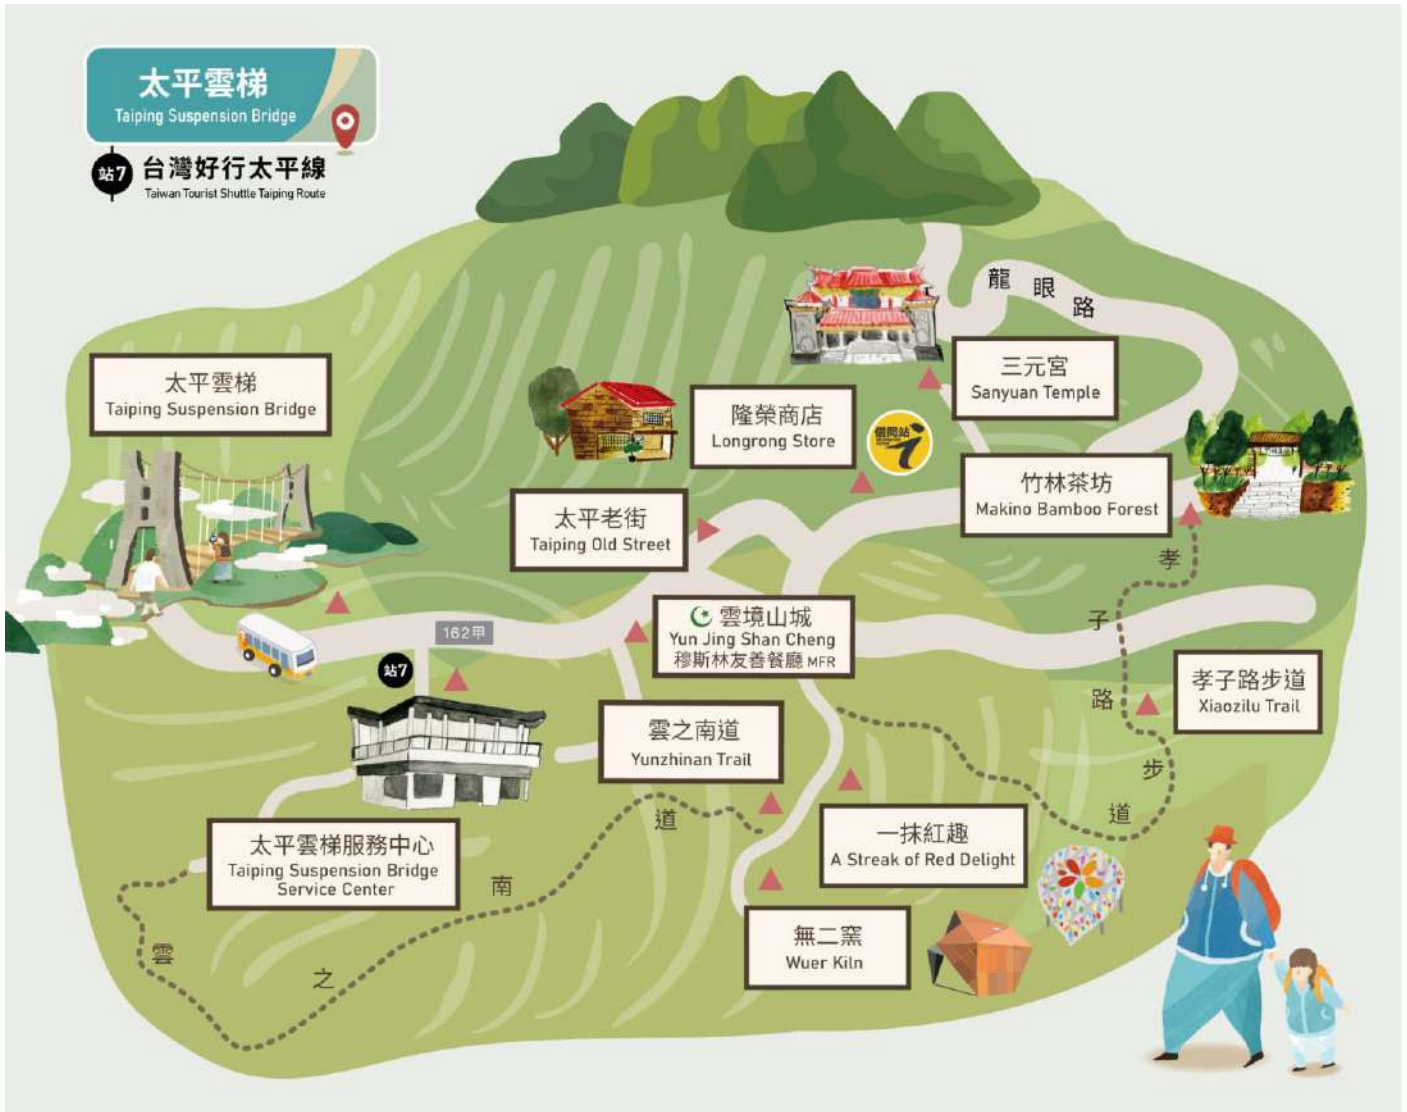 太平雲梯
Taiping Suspension Bridge
站7
台灣好行太平線
Taiwan Tourist Shuttle Taiping Route
龍眼路
三元宮
Sanyuan Temple
太平雲梯
Taiping Suspension Bridge
隆榮商店
Longrong Store
借問站
竹林茶坊
Makino Bamboo Forest
太平老街
Taiping Old Street
孝子路步道
雲境山城
Yun Jing Shan Cheng
穆斯林友善餐廳 MFR
162甲
站7
孝子路步道
Xiaozilu Trail
雲之南道
Yunzhinan Trail
太平雲梯服務中心
Taiping Suspension Bridge
Service Center
一抹紅趣
A Streak of Red Delight
雲之南道
無二窯
Wuer Kiln